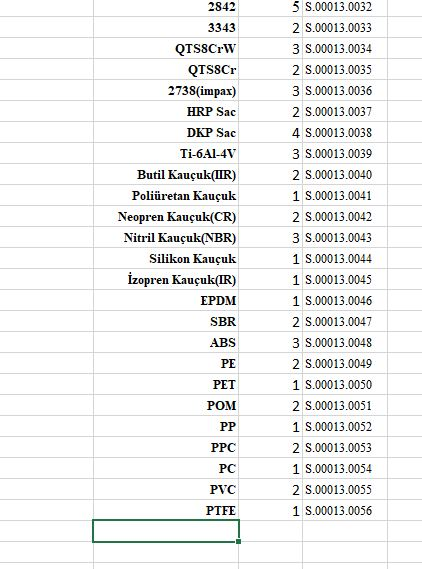 2842 5 S.00013.0032
3343 2 S.00013.0033
QTS8CrW 3 S.00013.0034
QTS8Cr 2 S.00013.0035
2738(impax) 3 S.00013.0036
HRP Sac 2 S.00013.0037
DKP Sac 4 S.00013.0038
Ti-6Al-4V 3 S.00013.0039
Butil Kauçuk(IIR) 2 S.00013.0040
Poliüretan Kauçuk 1 S.00013.0041
Neopren Kauçuk(CR) 2 S.00013.0042
Nitril Kauçuk(NBR) 3 S.00013.0043
Silikon Kauçuk 1 S.00013.0044
İzopren Kauçuk(IR) 1 S.00013.0045
EPDM 1 S.00013.0046
SBR 2 S.00013.0047
ABS 3 S.00013.0048
PE 2 S.00013.0049
PET 1 S.00013.0050
POM 2 S.00013.0051
PP 1 S.00013.0052
PPC 2 S.00013.0053
PC 1 S.00013.0054
PVC 2 S.00013.0055
PTFE 1 S.00013.0056